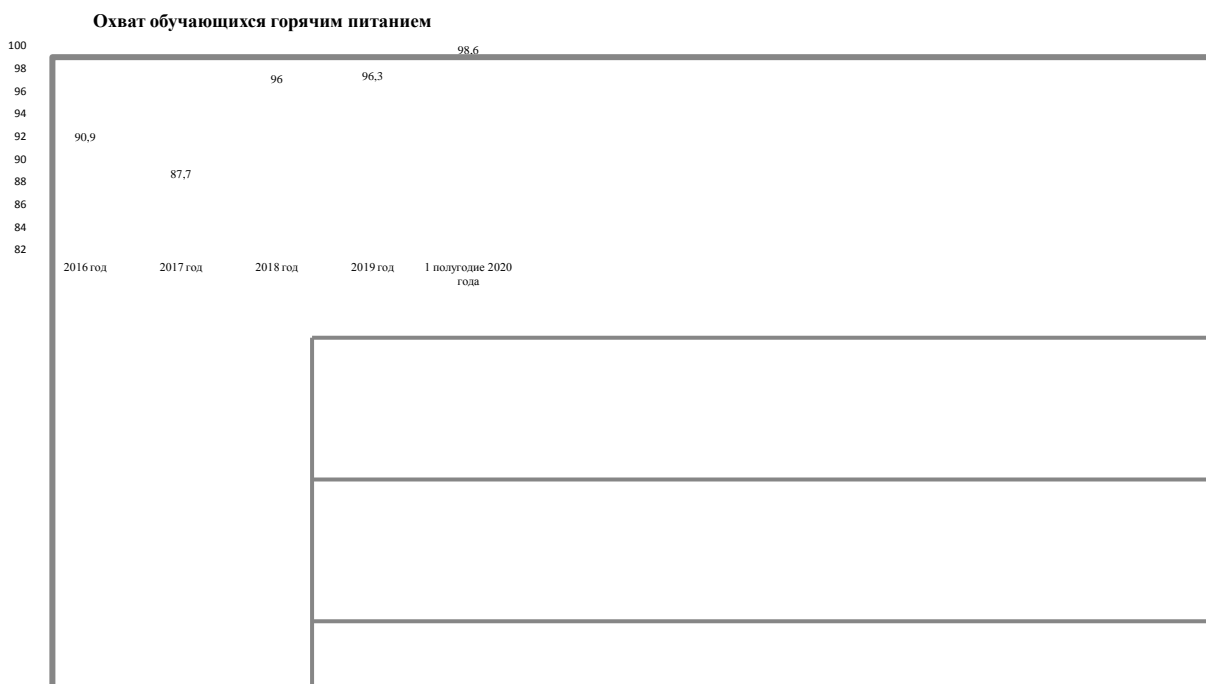 Охват обучающихся горячим питанием
100
98
96
94
92
90
88
86
84
82
90,9
87,7
96
96,3
98,6
2016 год
2017 год
2018 год
2019 год
1 полугодие 2020
года